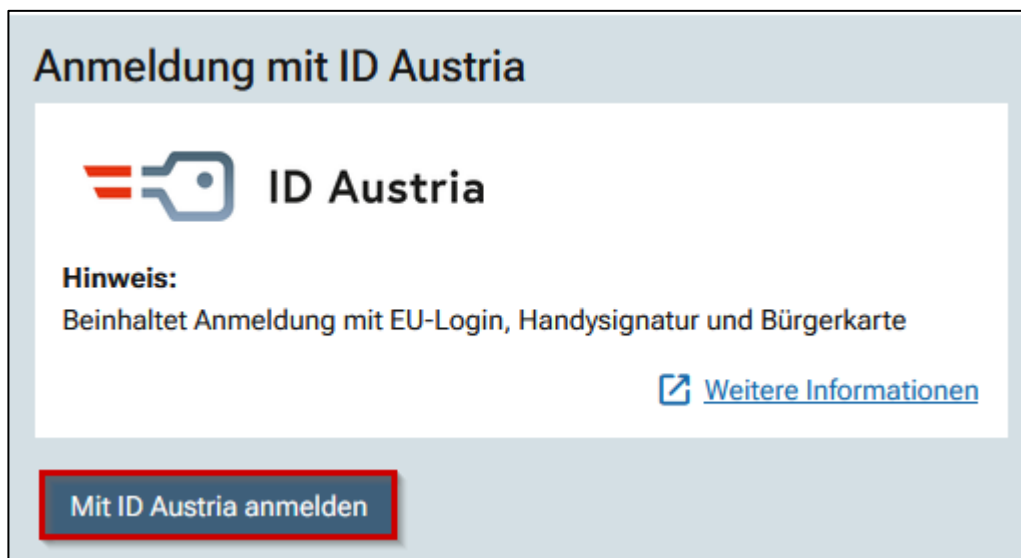 Anmeldung mit ID Austria
ID Austria
Hinweis:
Beinhaltet Anmeldung mit EU-Login, Handysignatur und Bürgerkarte
Weitere Informationen
Mit ID Austria anmelden